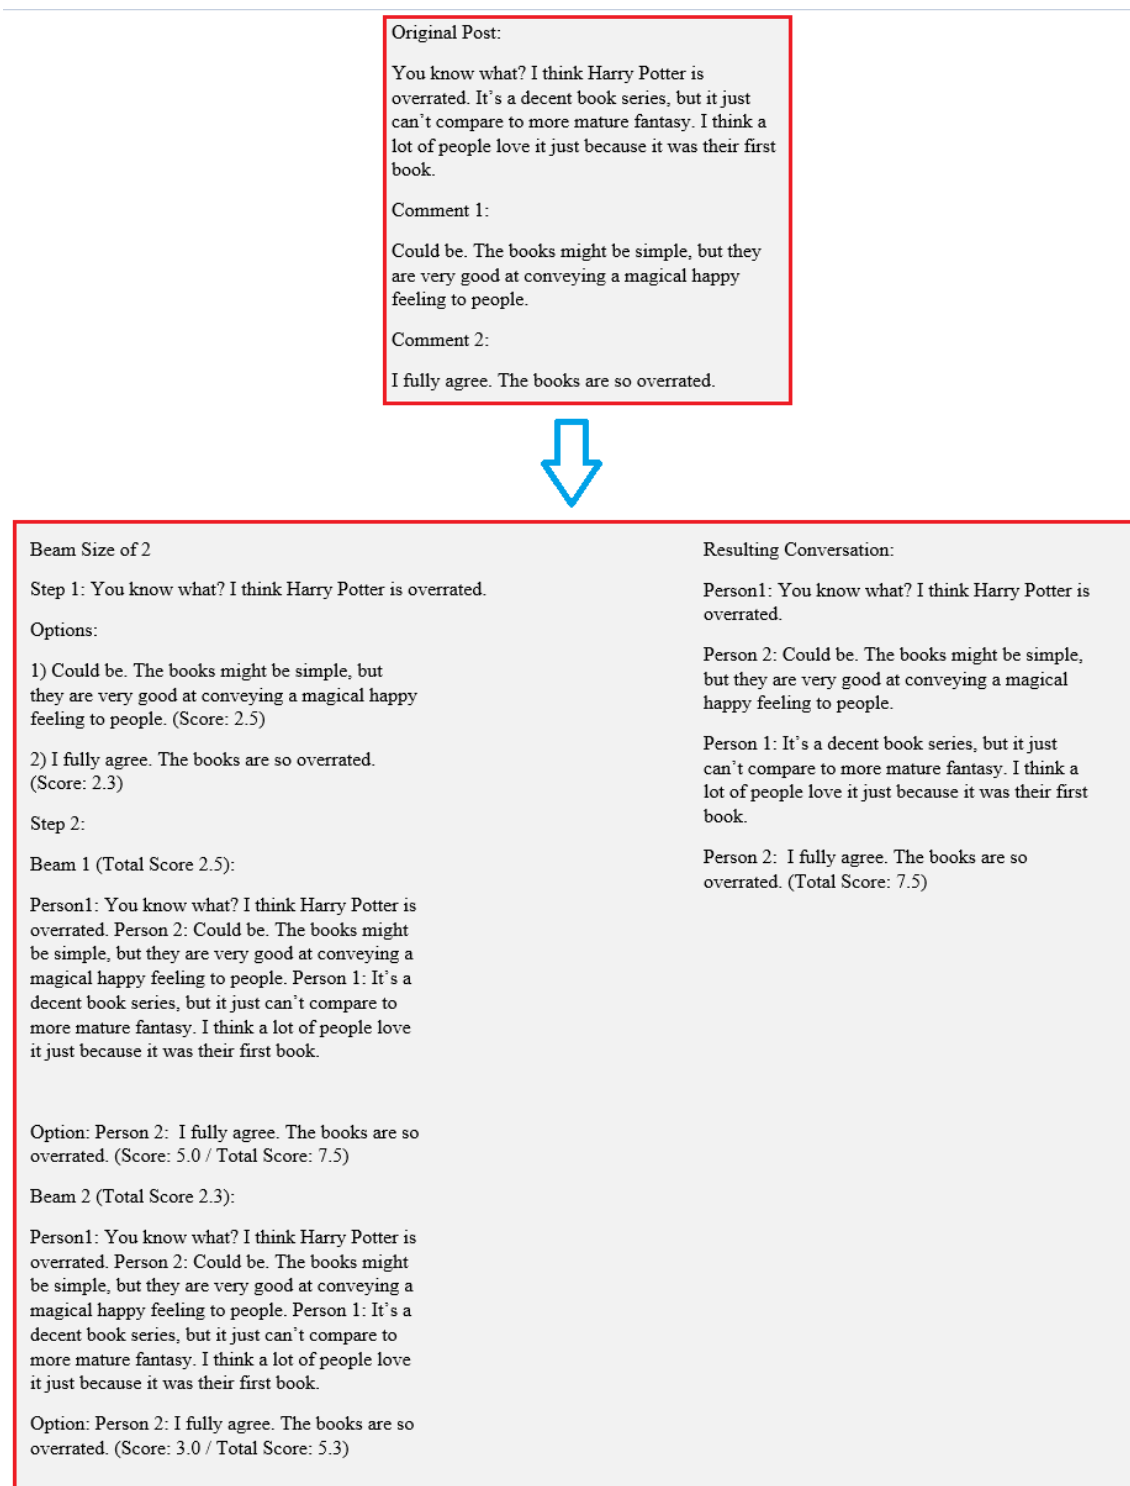 Original Post:
You know what? I think Harry Potter is
overrated. It’s a decent book series, but it just
can’t compare to more mature fantasy. I think a
lot of people love it just because it was their first
book.
Comment 1:
Could be. The books might be simple, but they
are very good at conveying a magical happy
feeling to people.
Comment 2:
I fully agree. The books are so overrated.
Beam Size of 2
Step 1: You know what? I think Harry Potter is overrated.
Options:
1) Could be. The books might be simple, but
they are very good at conveying a magical happy
feeling to people. (Score: 2.5)
2) I fully agree. The books are so overrated.
(Score: 2.3)
Step 2:
Beam 1 (Total Score 2.5):
Person1: You know what? I think Harry Potter is
overrated. Person 2: Could be. The books might
be simple, but they are very good at conveying a
magical happy feeling to people. Person 1: It’s a
decent book series, but it just can’t compare to
more mature fantasy. I think a lot of people love
it just because it was their first book.
Option: Person 2:  I fully agree. The books are so
overrated. (Score: 5.0 / Total Score: 7.5)
Beam 2 (Total Score 2.3):
Person1: You know what? I think Harry Potter is
overrated. Person 2: Could be. The books might
be simple, but they are very good at conveying a
magical happy feeling to people. Person 1: It’s a
decent book series, but it just can’t compare to
more mature fantasy. I think a lot of people love
it just because it was their first book.
Option: Person 2: I fully agree. The books are so
overrated. (Score: 3.0 / Total Score: 5.3)
Resulting Conversation:
Person1: You know what? I think Harry Potter is
overrated.
Person 2: Could be. The books might be simple,
but they are very good at conveying a magical
happy feeling to people.
Person 1: It’s a decent book series, but it just
can’t compare to more mature fantasy. I think a
lot of people love it just because it was their first
book.
Person 2:  I fully agree. The books are so
overrated. (Total Score: 7.5)